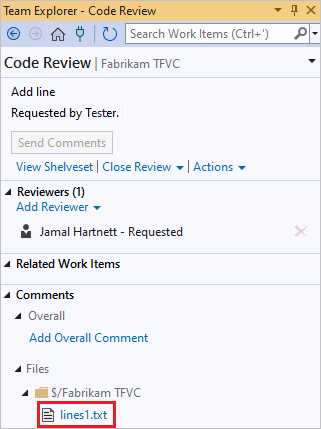 Team Explorer - Code Review
Search Work Items (Ctrl+')
Code Review | Fabrikam TFVC
Add line
Requested by Tester.
Send Comments
View Shelveset | Close Review | Actions
Reviewers (1)
Add Reviewer
Jamal Hartnett - Requested
Related Work Items
Comments
Overall
Add Overall Comment
Files
$/Fabrikam TFVC
lines1.txt